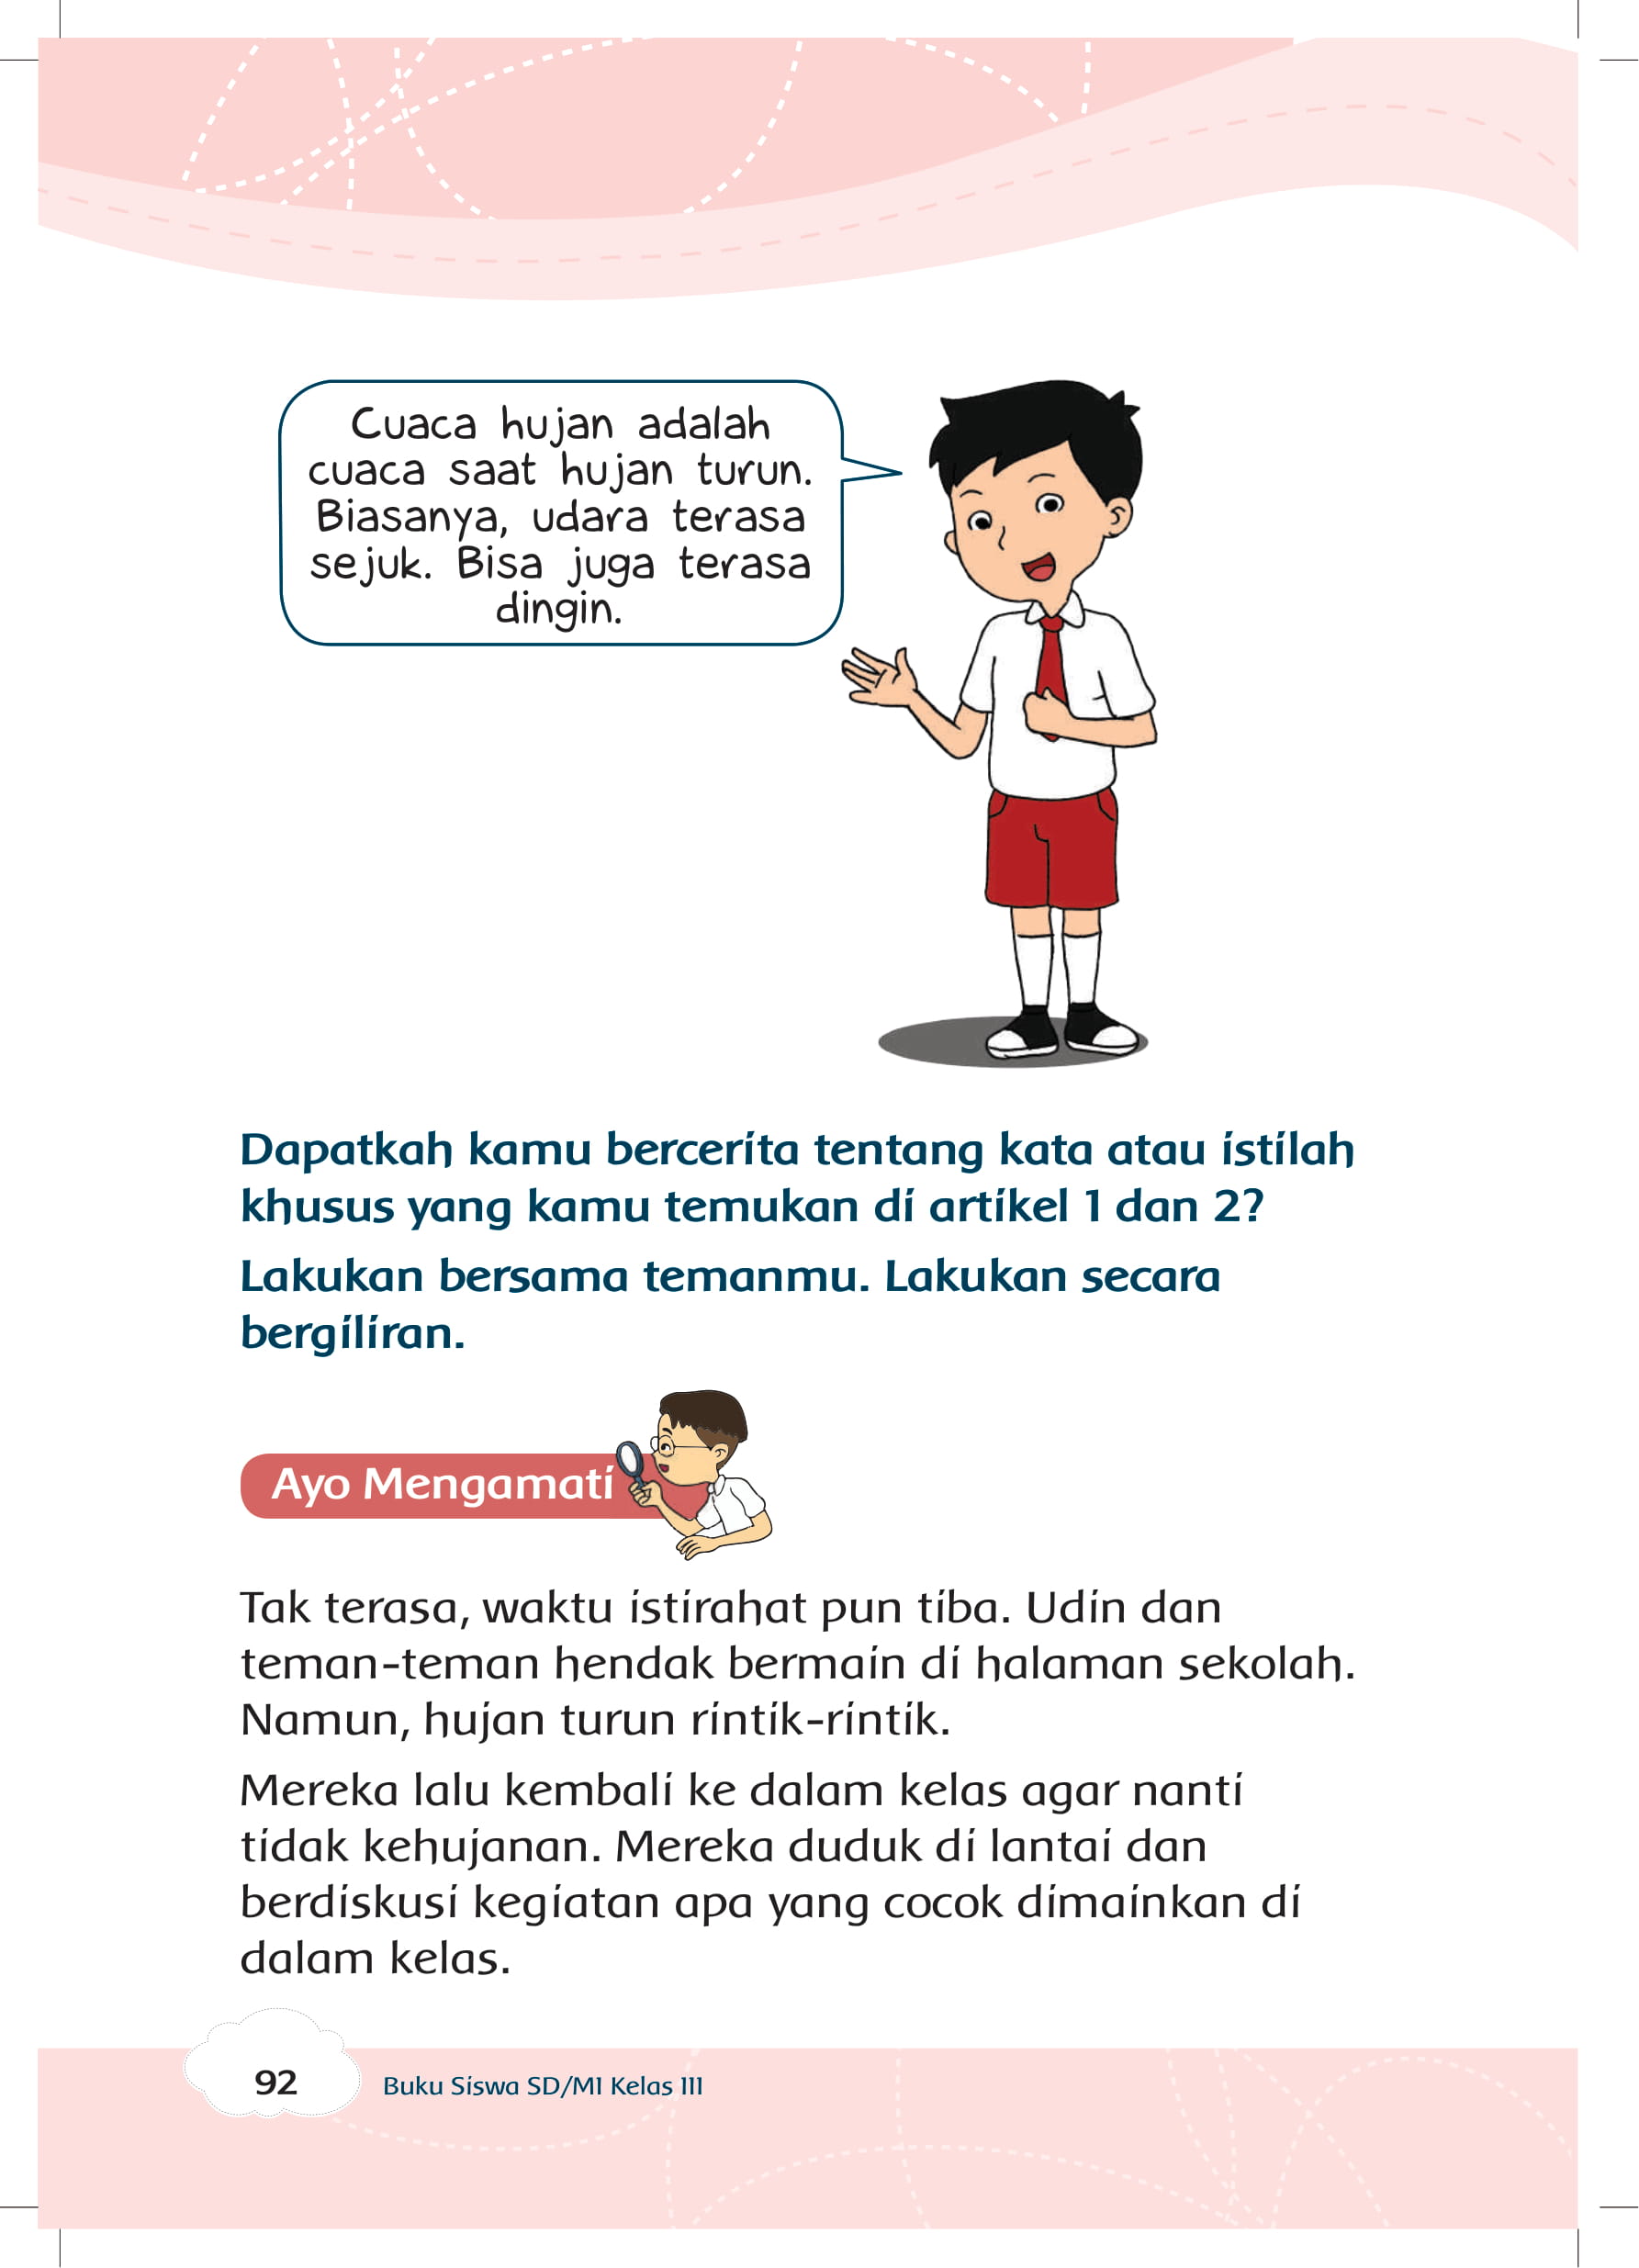 Cuaca hujan adalah
cuaca saat hujan turun.
Biasanya, udara terasa
sejuk. Bisa juga terasa
dingin.
Dapatkah kamu bercerita tentang kata atau istilah
khusus yang kamu temukan di artikel 1 dan 2?
Lakukan bersama temanmu. Lakukan secara
bergiliran.
Ayo Mengamati
Tak terasa, waktu istirahat pun tiba. Udin dan
teman-teman hendak bermain di halaman sekolah.
Namun, hujan turun rintik-rintik.
Mereka lalu kembali ke dalam kelas agar nanti
tidak kehujanan. Mereka duduk di lantai dan
berdiskusi kegiatan apa yang cocok dimainkan di
dalam kelas.
92
Buku Siswa SD/MI Kelas III